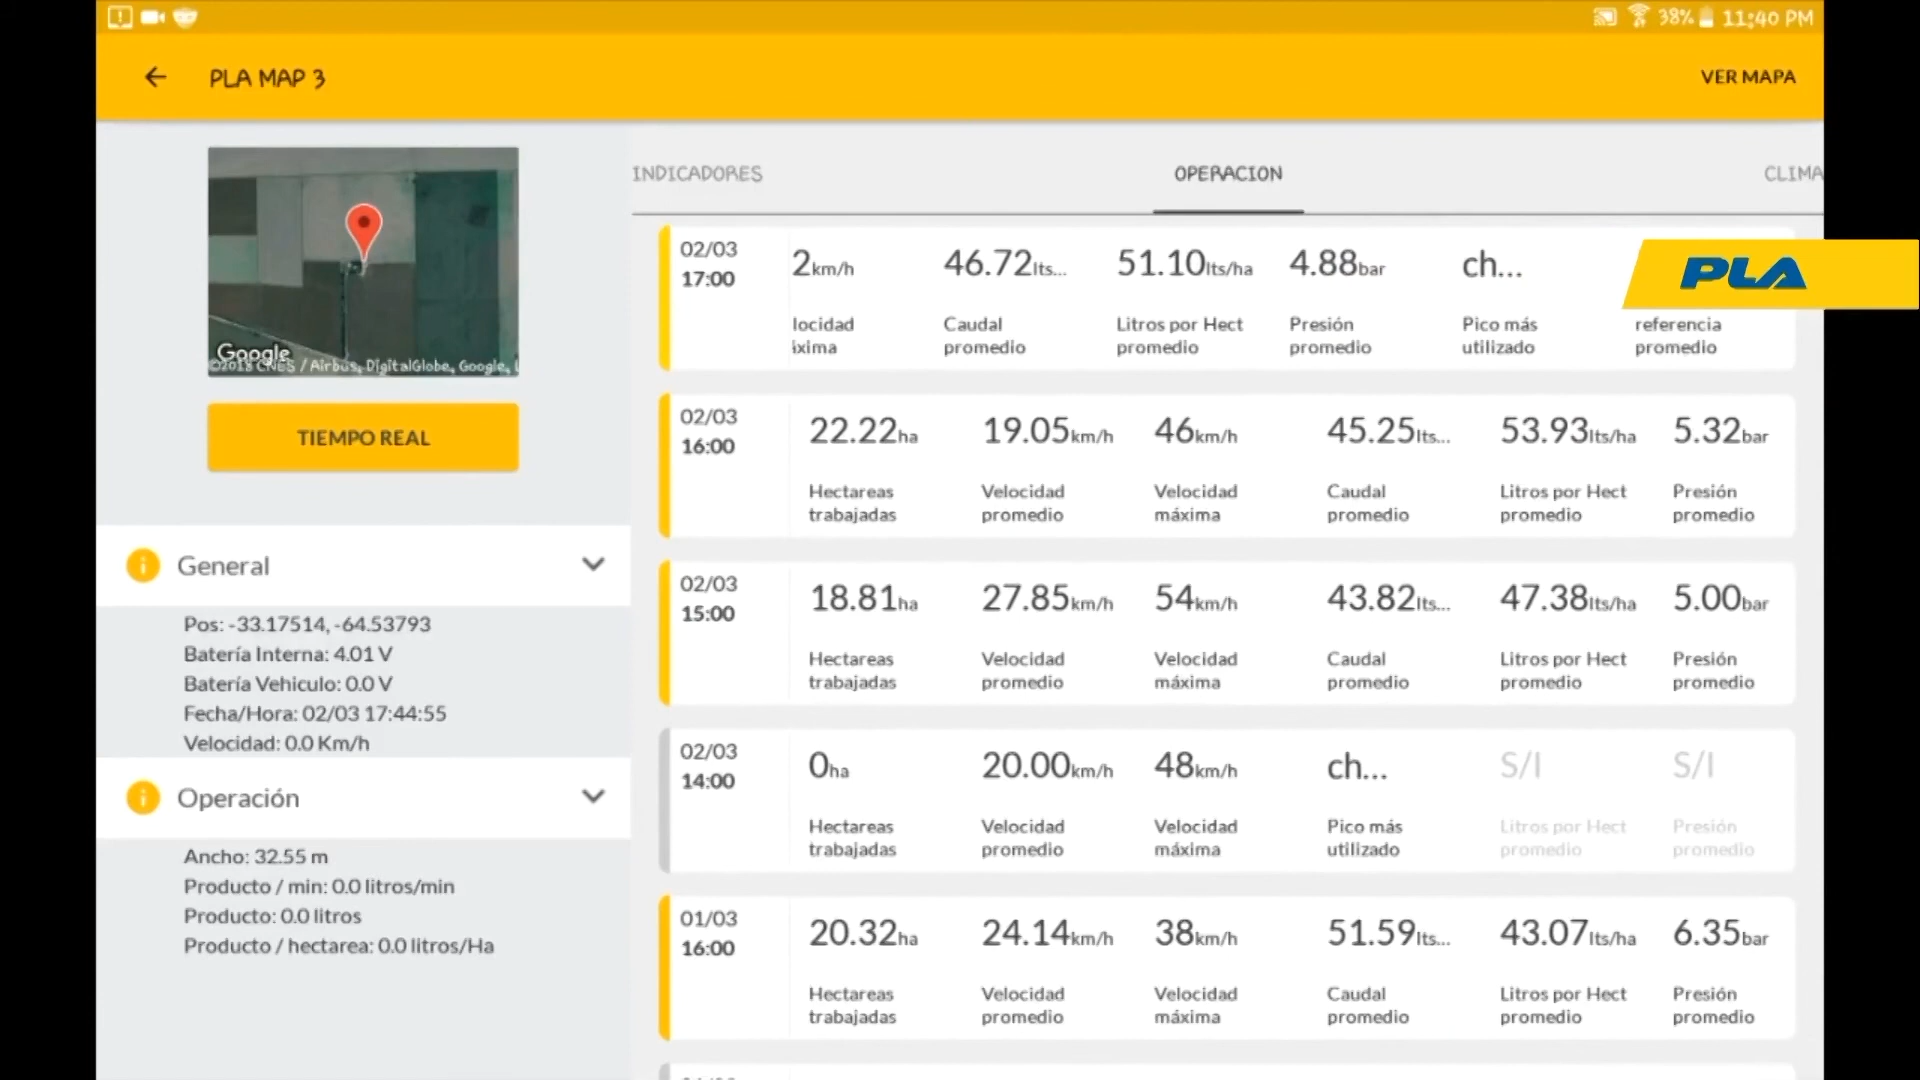 38% 11:40 PM
PLA MAP 3
VER MAPA
Google
©2018 CNES / Airbus, DigitalGlobe, Google, L
TIEMPO REAL
General
Pos: -33.17514, -64.53793
Batería Interna: 4.01 V
Batería Vehiculo: 0.0 V
Fecha/Hora: 02/03 17:44:55
Velocidad: 0.0 Km/h
Operación
Ancho: 32.55 m
Producto / min: 0.0 litros/min
Producto: 0.0 litros
Producto / hectarea: 0.0 litros/Ha
INDICADORES OPERACION CLIMA
PLA
02/03 2km/h 46.72lts... 51.10lts/ha 4.88bar ch...
17:00
locidad Caudal Litros por Hect Presión Pico más referencia
áxima promedio promedio promedio utilizado promedio
02/03 22.22ha 19.05km/h 46km/h 45.25lts... 53.93lts/ha 5.32bar
16:00
Hectareas Velocidad Velocidad Caudal Litros por Hect Presión
trabajadas promedio máxima promedio promedio promedio
02/03 18.81ha 27.85km/h 54km/h 43.82lts... 47.38lts/ha 5.00bar
15:00
Hectareas Velocidad Velocidad Caudal Litros por Hect Presión
trabajadas promedio máxima promedio promedio promedio
02/03 0ha 20.00km/h 48km/h ch... S/I S/I
14:00
Hectareas Velocidad Velocidad Pico más Litros por Hect Presión
trabajadas promedio máxima utilizado promedio promedio
01/03 20.32ha 24.14km/h 38km/h 51.59lts... 43.07lts/ha 6.35bar
16:00
Hectareas Velocidad Velocidad Caudal Litros por Hect Presión
trabajadas promedio máxima promedio promedio promedio